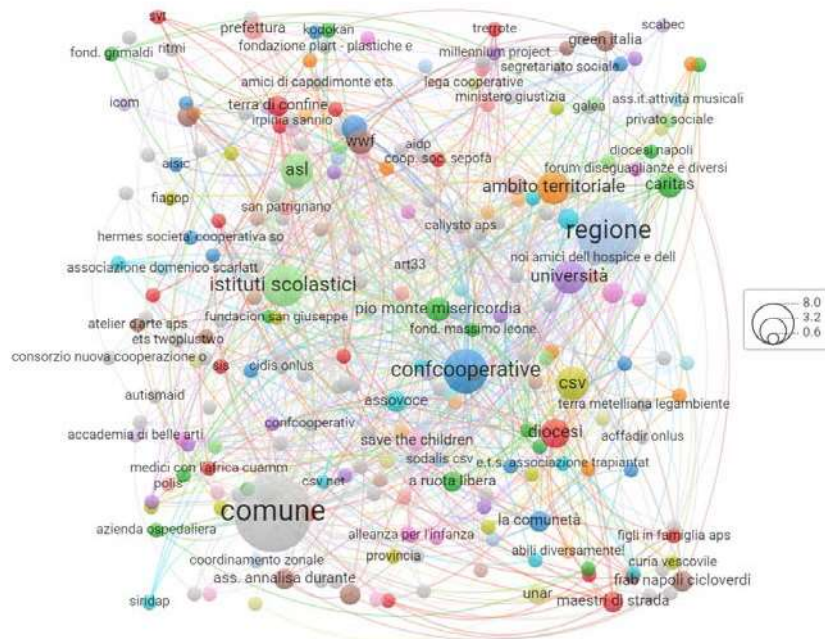 svt
kodokan
trerrote
scabec
prefettura
fond. grimaldi
ritmi
fondazione plart - plastiche e
millennium project
green italia
segretariato sociale
amici di capodimonte ets
lega cooperative
icom
terra di confine
ministero giustizia
galea
ass.it.attivita musicali
irpinia sannio
privato sociale
wwf
aidp
diocesi napoli
aisic
asl
coop. soc. sepofà
forum diseguaglianze e diversi
fiagop
ambito territoriale
caritas
san patrignano
callysto aps
regione
hermes societa' cooperativa so
noi amici dell hospice e dell
associazione domenico scarlatt
art33
università
istituti scolastici
pio monte misericordia
fundacion san giuseppe
atelier d'arte aps
fond. massimo leone
ets twoplustwo
consorzio nuova cooperazione o
sis
cidis onlus
confcooperative
csv
autismaid
assovoce
terra metelliana legambiente
confcooperativ
accademia di belle arti
save the children
diocesi
acffadir onlus
medici con l'africa cuamm
sodalis csv
e.t.s. associazione trapiantat
polis
csv net
a ruota libera
comune
azienda ospedaliera
la comunetà
alleanza per l'infanza
figli in famiglia aps
provincia
abili diversamente!
coordinamento zonale
curia vescovile
ass. annalisa durante
frab napoli cicloverdi
siridap
unar
maestri di strada
8.0
3.2
0.6